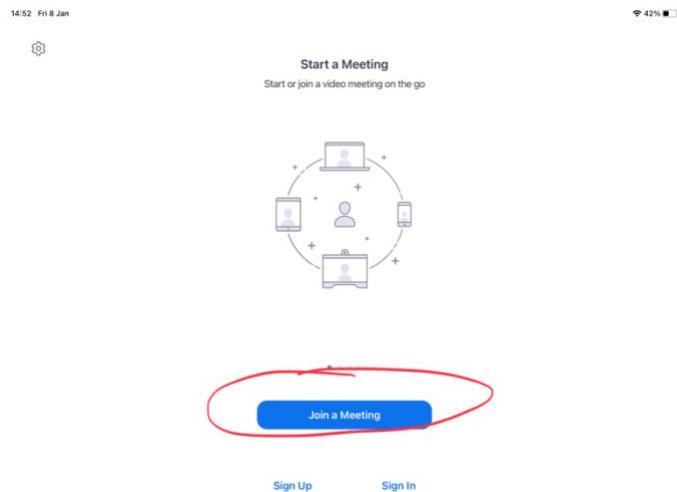 14:52 Fri 8 Jan
42%
Start a Meeting
Start or join a video meeting on the go
Join a Meeting
Sign Up
Sign In